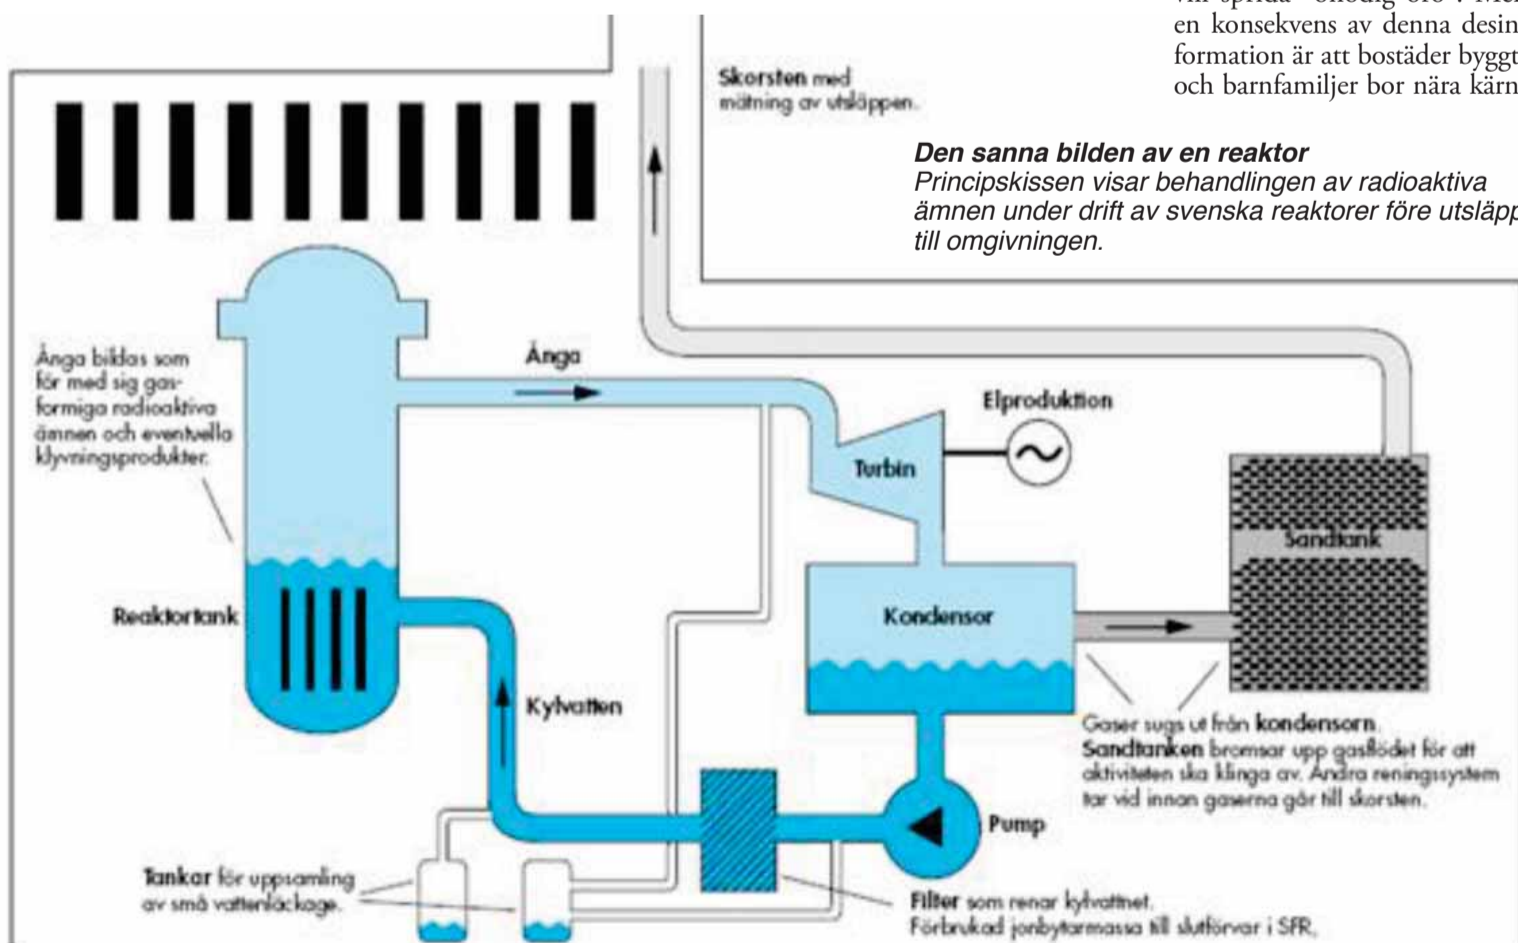 en konsekvens av denna desin
formation är att bostäder byggt
och barnfamiljer bor nära kärn
Skorsten med
mätning av utsläppen.
Den sanna bilden av en reaktor
Principskissen visar behandlingen av radioaktiva
ämnen under drift av svenska reaktorer före utsläpp
till omgivningen.
Ånga bildas som
för med sig gas-
formiga radioaktiva
ämnen och eventuella
klyvningsprodukter.
Ånga
Elproduktion
Turbin
Sandtank
Reaktortank
Kondensor
Kylvatten
Gaser sugs ut från kondensorn.
Sandtanken bromsar upp gasflödet för att
aktiviteten ska klinga av. Andra reningssystem
tar vid innan gaserna går till skorsten.
Pump
Tankar för uppsamling
av små vattenläckage.
Filter som renar kylvattnet.
Förbrukad jonbytarmassa till slutförvar i SFR,